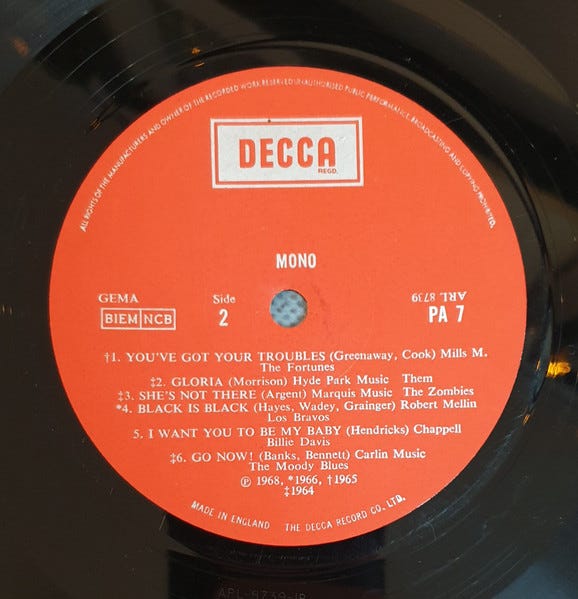 ALL RIGHTS OF THE MANUFACTURERS AND OWNER OF THE RECORDED WORK RESERVED UNAUTHORISED PUBLIC PERFORMANCE, BROADCASTING AND COPYING PROHIBITED.
DECCA
REGD.
MONO
GEMA
BIEM NCB
Side
2
ARL 8739
PA 7
†1. YOU'VE GOT YOUR TROUBLES (Greenaway, Cook) Mills M.
The Fortunes
‡2. GLORIA (Morrison) Hyde Park Music Them
‡3. SHE'S NOT THERE (Argent) Marquis Music The Zombies
*4. BLACK IS BLACK (Hayes, Wadey, Grainger) Robert Mellin
Los Bravos
5. I WANT YOU TO BE MY BABY (Hendricks) Chappell
Billie Davis
‡6. GO NOW! (Banks, Bennett) Carlin Music
The Moody Blues
℗ 1968, *1966, †1965
‡1964
MADE IN ENGLAND THE DECCA RECORD CO. LTD.